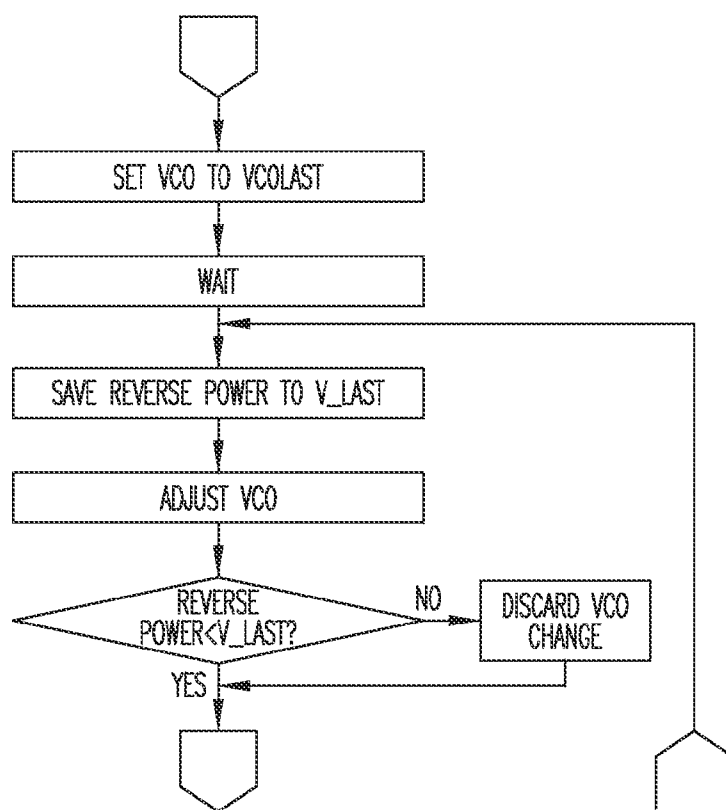 SET VCO TO VCOLAST
WAIT
SAVE REVERSE POWER TO V_LAST
ADJUST VCO
REVERSE
POWER<V_LAST?
NO
DISCARD VCO
CHANGE
YES